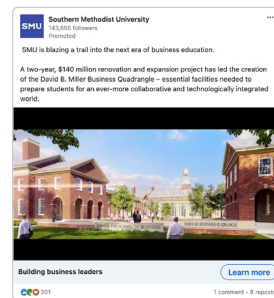 SMU
Southern Methodist University
143,655 followers
Promoted
SMU is blazing a trail into the next era of business education.
A two-year, $140 million renovation and expansion project has led the creation
of the David B. Miller Business Quadrangle – essential facilities needed to
prepare students for an ever-more collaborative and technologically integrated
world.
Building business leaders
Learn more
201
1 comment • 8 reposts